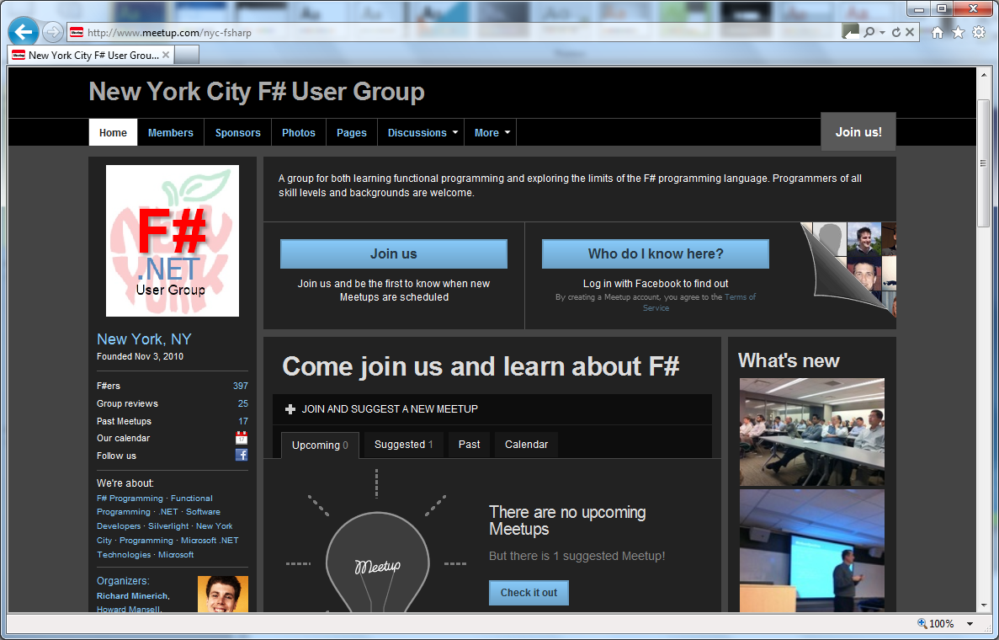 http://www.meetup.com/nyc-fsharp
New York City F# User Grou...
New York City F# User Group
Home
Members
Sponsors
Photos
Pages
Discussions
More
Join us!
NEW YORK
F#
.NET
User Group
New York, NY
Founded Nov 3, 2010
F#ers 397
Group reviews 25
Past Meetups 17
Our calendar 17
Follow us f
We're about:
F# Programming · Functional
Programming · .NET · Software
Developers · Silverlight · New York
City · Programming · Microsoft .NET
Technologies · Microsoft
Organizers:
Richard Minerich,
Howard Mansell,
A group for both learning functional programming and exploring the limits of the F# programming language. Programmers of all
skill levels and backgrounds are welcome.
Join us
Join us and be the first to know when new
Meetups are scheduled
Who do I know here?
Log in with Facebook to find out
By creating a Meetup account, you agree to the Terms of
Service
Come join us and learn about F#
JOIN AND SUGGEST A NEW MEETUP
Upcoming 0
Suggested 1
Past
Calendar
Meetup
There are no upcoming
Meetups
But there is 1 suggested Meetup!
Check it out
What's new
100%